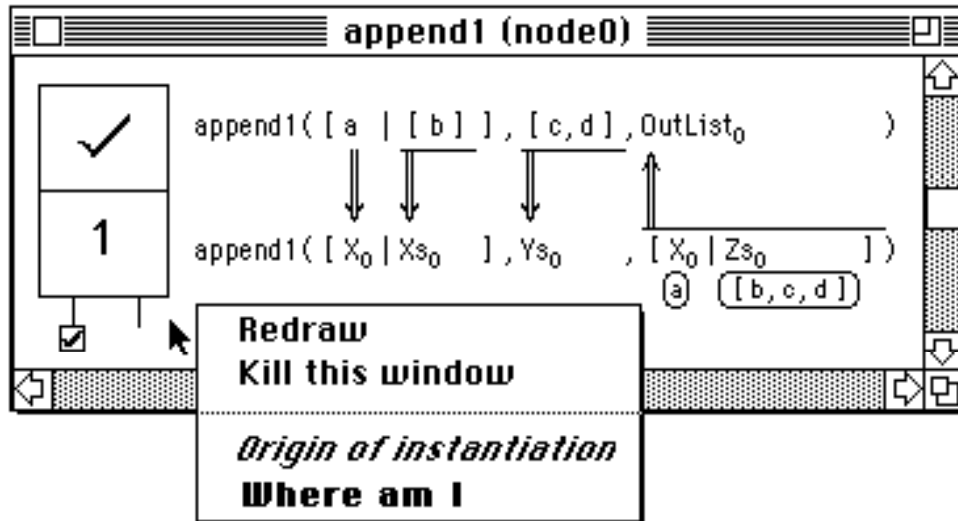 append1 (node0)
append1([ a | [ b ] ], [ c,d ] ,OutList₀ )
1
append1([ X₀ | Xs₀ ] ,Ys₀ , [ X₀ | Zs₀ ])
a [ b,c,d ]
Redraw
Kill this window
Origin of instantiation
Where am I